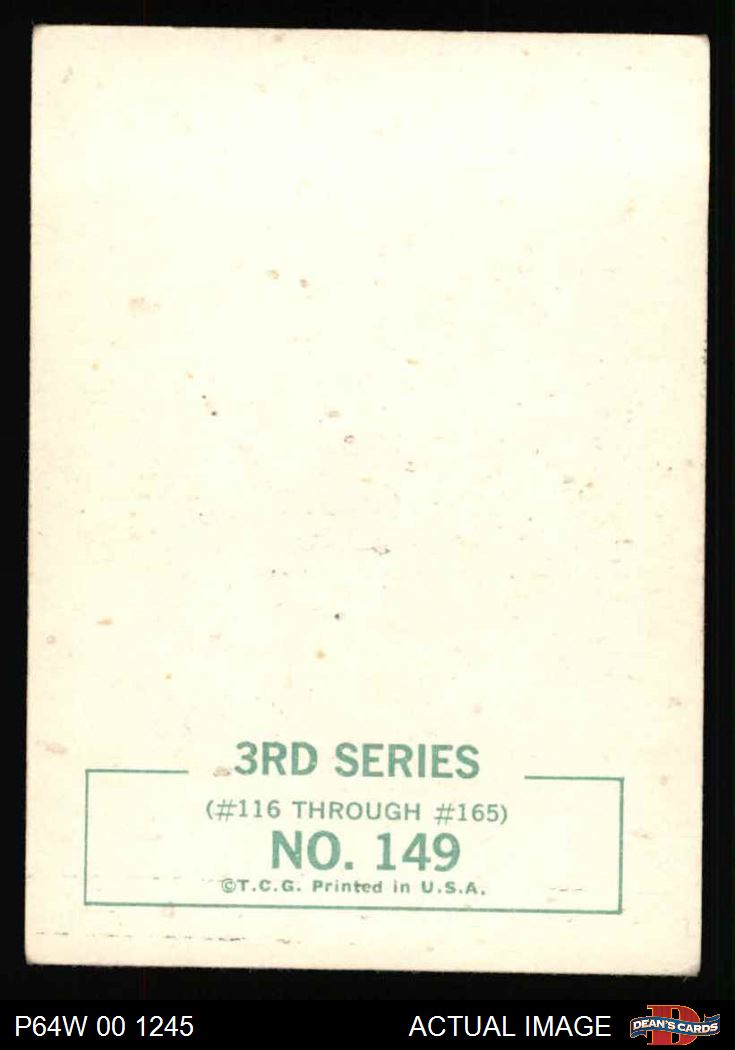 3RD SERIES
(#116 THROUGH #165)
NO. 149
©T.C.G. Printed in U.S.A.
P64W 00 1245
ACTUAL IMAGE
DEAN'S CARDS